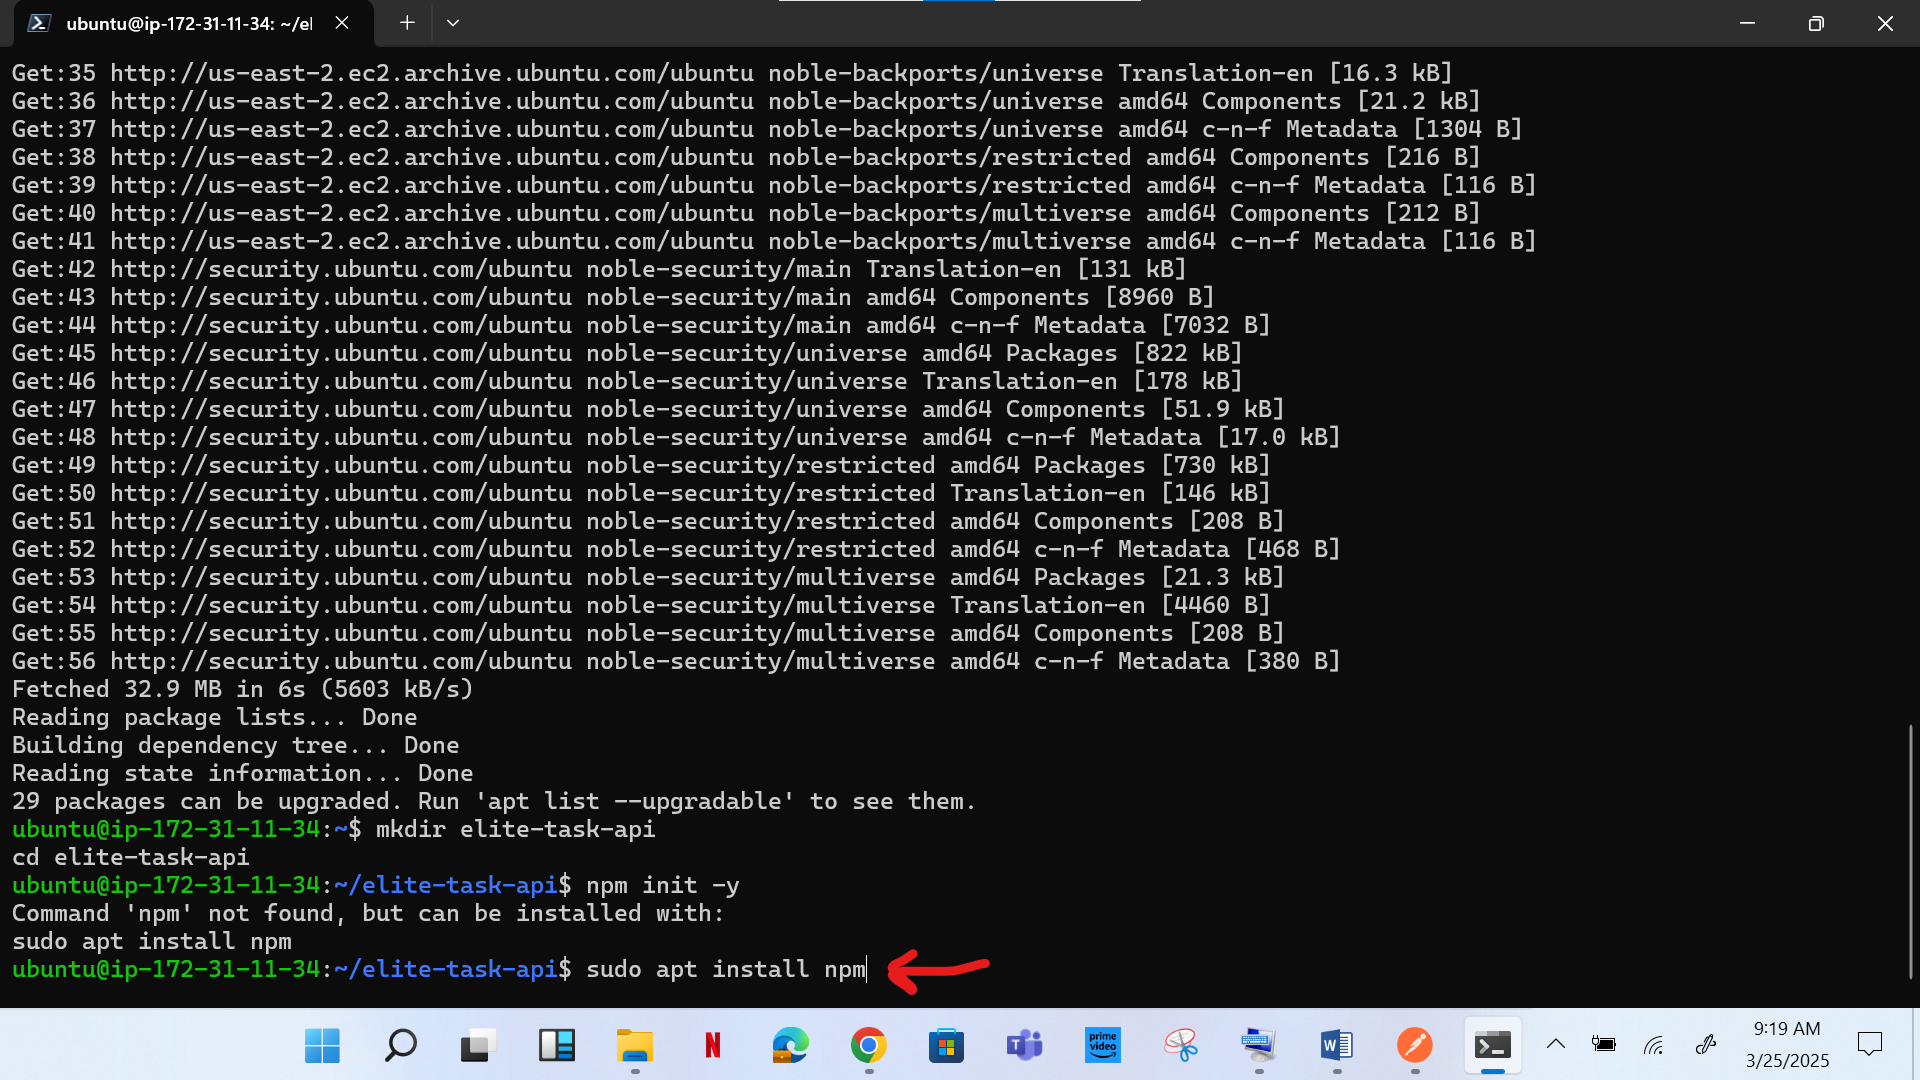 ubuntu@ip-172-31-11-34: ~/el
Get:35 http://us-east-2.ec2.archive.ubuntu.com/ubuntu noble-backports/universe Translation-en [16.3 kB]
Get:36 http://us-east-2.ec2.archive.ubuntu.com/ubuntu noble-backports/universe amd64 Components [21.2 kB]
Get:37 http://us-east-2.ec2.archive.ubuntu.com/ubuntu noble-backports/universe amd64 c-n-f Metadata [1304 B]
Get:38 http://us-east-2.ec2.archive.ubuntu.com/ubuntu noble-backports/restricted amd64 Components [216 B]
Get:39 http://us-east-2.ec2.archive.ubuntu.com/ubuntu noble-backports/restricted amd64 c-n-f Metadata [116 B]
Get:40 http://us-east-2.ec2.archive.ubuntu.com/ubuntu noble-backports/multiverse amd64 Components [212 B]
Get:41 http://us-east-2.ec2.archive.ubuntu.com/ubuntu noble-backports/multiverse amd64 c-n-f Metadata [116 B]
Get:42 http://security.ubuntu.com/ubuntu noble-security/main Translation-en [131 kB]
Get:43 http://security.ubuntu.com/ubuntu noble-security/main amd64 Components [8960 B]
Get:44 http://security.ubuntu.com/ubuntu noble-security/main amd64 c-n-f Metadata [7032 B]
Get:45 http://security.ubuntu.com/ubuntu noble-security/universe amd64 Packages [822 kB]
Get:46 http://security.ubuntu.com/ubuntu noble-security/universe Translation-en [178 kB]
Get:47 http://security.ubuntu.com/ubuntu noble-security/universe amd64 Components [51.9 kB]
Get:48 http://security.ubuntu.com/ubuntu noble-security/universe amd64 c-n-f Metadata [17.0 kB]
Get:49 http://security.ubuntu.com/ubuntu noble-security/restricted amd64 Packages [730 kB]
Get:50 http://security.ubuntu.com/ubuntu noble-security/restricted Translation-en [146 kB]
Get:51 http://security.ubuntu.com/ubuntu noble-security/restricted amd64 Components [208 B]
Get:52 http://security.ubuntu.com/ubuntu noble-security/restricted amd64 c-n-f Metadata [468 B]
Get:53 http://security.ubuntu.com/ubuntu noble-security/multiverse amd64 Packages [21.3 kB]
Get:54 http://security.ubuntu.com/ubuntu noble-security/multiverse Translation-en [4460 B]
Get:55 http://security.ubuntu.com/ubuntu noble-security/multiverse amd64 Components [208 B]
Get:56 http://security.ubuntu.com/ubuntu noble-security/multiverse amd64 c-n-f Metadata [380 B]
Fetched 32.9 MB in 6s (5603 kB/s)
Reading package lists... Done
Building dependency tree... Done
Reading state information... Done
29 packages can be upgraded. Run 'apt list --upgradable' to see them.
ubuntu@ip-172-31-11-34:~$ mkdir elite-task-api
cd elite-task-api
ubuntu@ip-172-31-11-34:~/elite-task-api$ npm init -y
Command 'npm' not found, but can be installed with:
sudo apt install npm
ubuntu@ip-172-31-11-34:~/elite-task-api$ sudo apt install npm
N
T
prime video
W
9:19 AM
3/25/2025